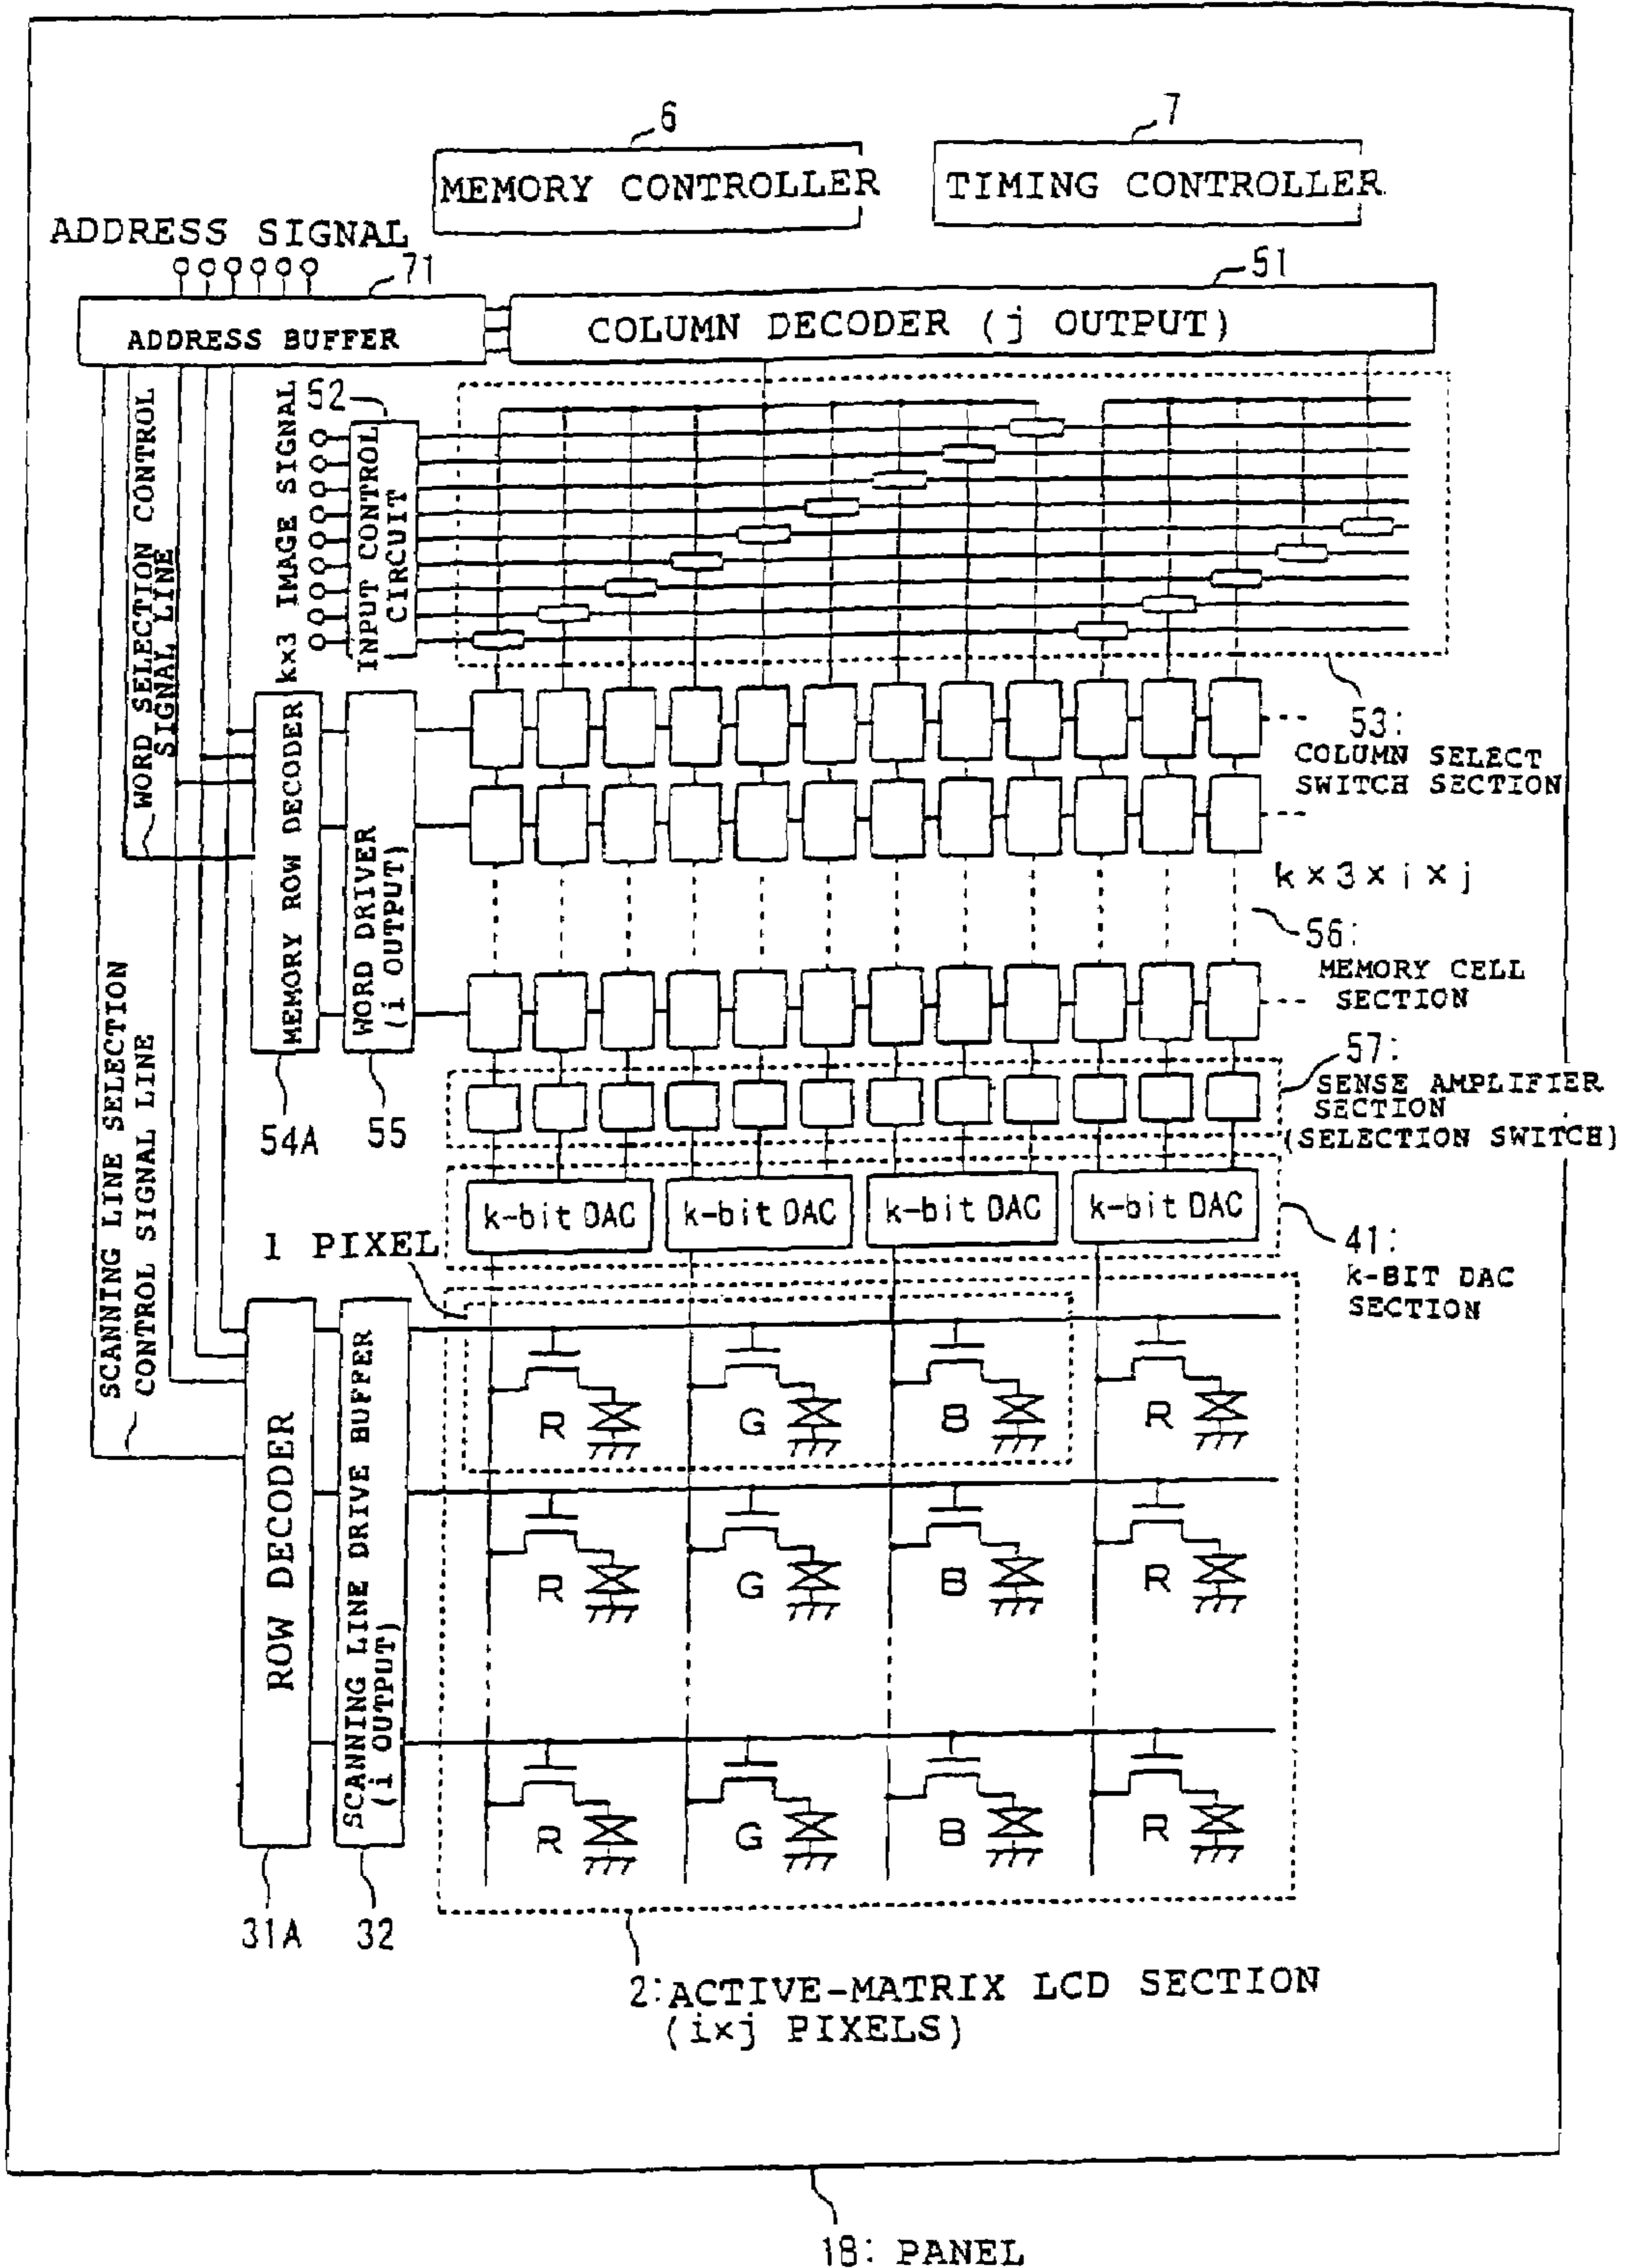 6
7
MEMORY CONTROLLER
TIMING CONTROLLER
ADDRESS SIGNAL
71
51
ADDRESS BUFFER
COLUMN DECODER (j OUTPUT)
52
k×3 IMAGE SIGNAL
INPUT CONTROL
CIRCUIT
WORD SELECTION CONTROL
SIGNAL LINE
53:
COLUMN SELECT
SWITCH SECTION
MEMORY ROW DECODER
WORD DRIVER
(i OUTPUT)
k×3×i×j
56:
MEMORY CELL
SECTION
SCANNING LINE SELECTION
CONTROL SIGNAL LINE
54A
55
57:
SENSE AMPLIFIER
SECTION
(SELECTION SWITCH)
k-bit DAC
k-bit DAC
k-bit DAC
k-bit DAC
41:
k-BIT DAC
SECTION
1 PIXEL
ROW DECODER
SCANNING LINE DRIVE BUFFER
(i OUTPUT)
R G B R
R G B R
R G B R
31A
32
2:ACTIVE-MATRIX LCD SECTION
(i×j PIXELS)
18: PANEL